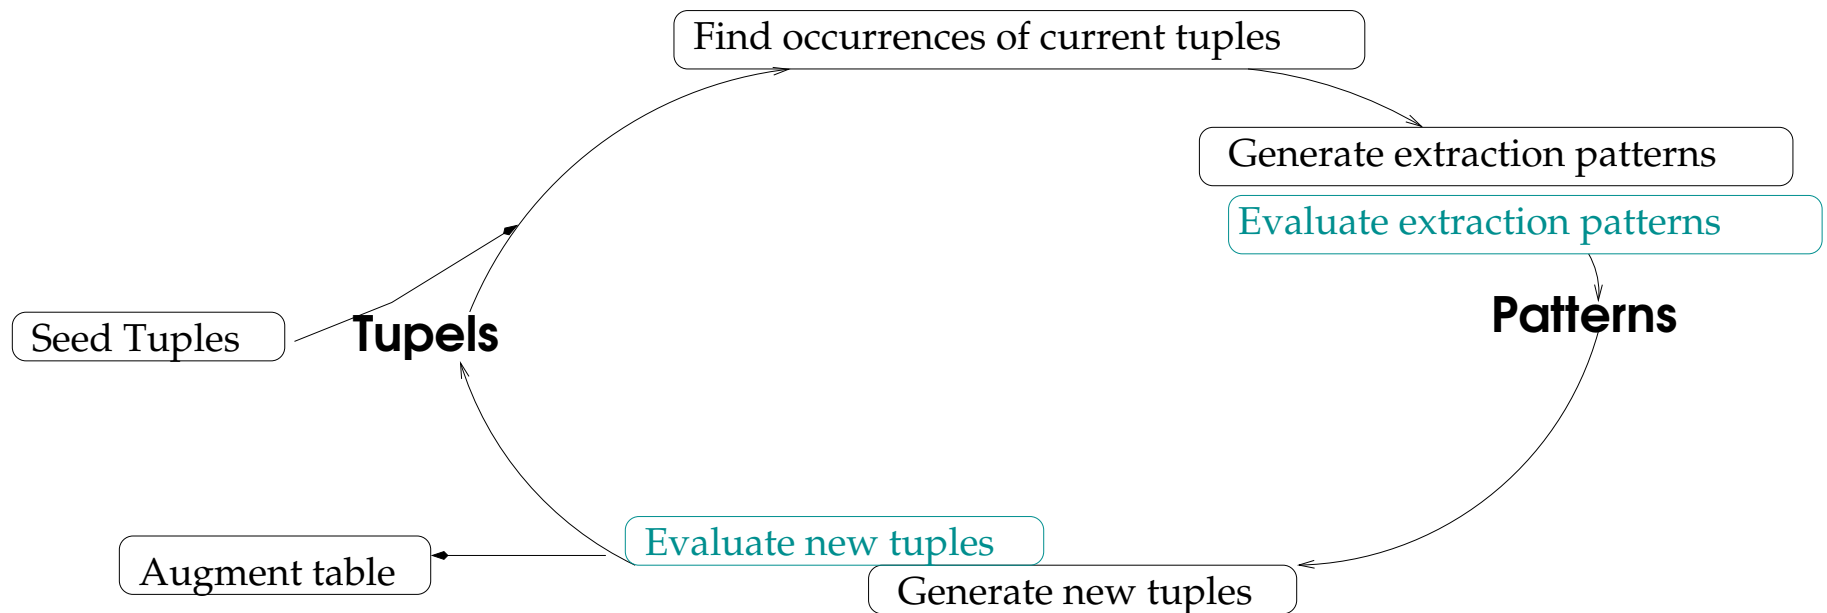 Find occurrences of current tuples
Generate extraction patterns
Evaluate extraction patterns
Patterns
Seed Tuples
Tupels
Evaluate new tuples
Augment table
Generate new tuples